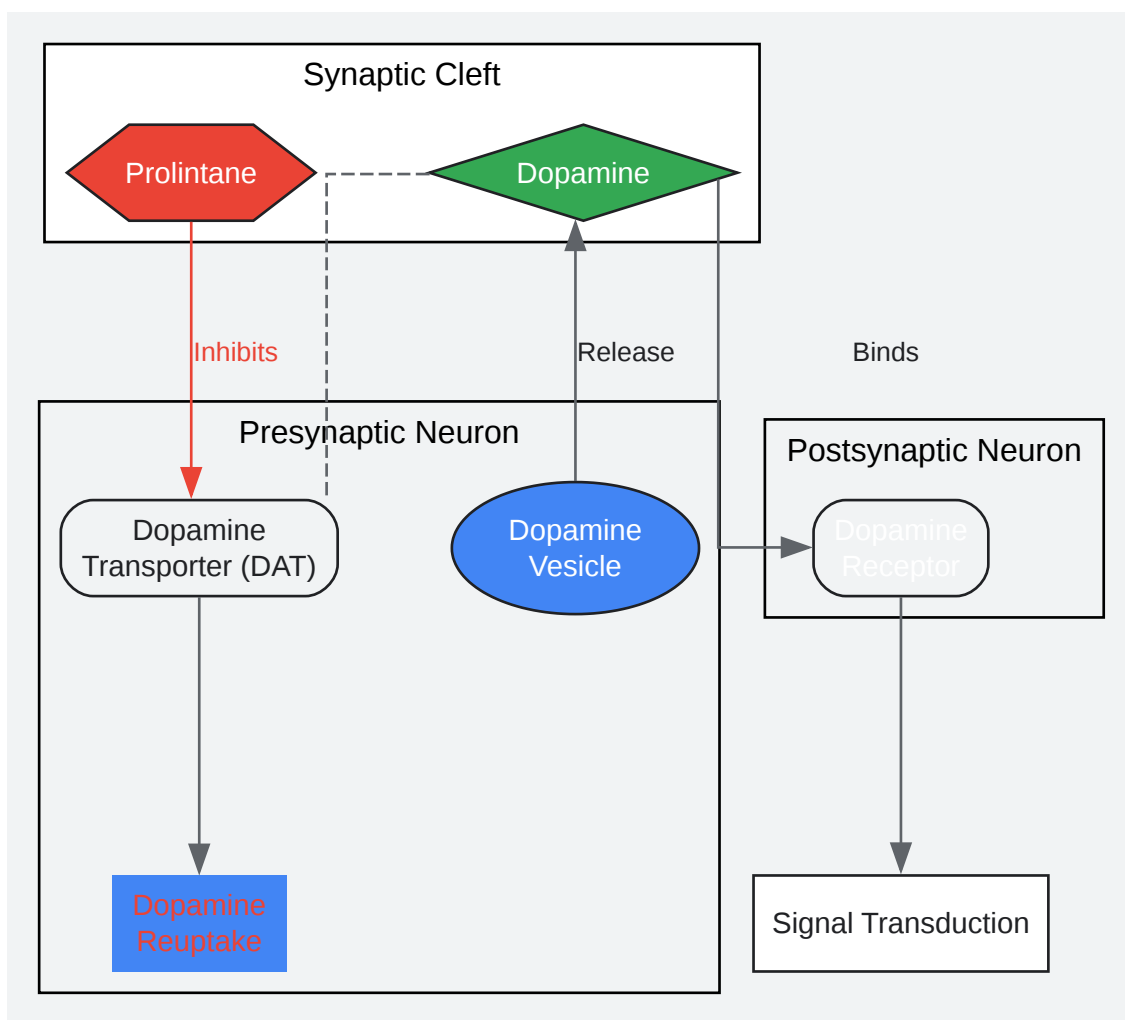 Synaptic Cleft
Prolintane
Dopamine
Inhibits
Release
Binds
Presynaptic Neuron
Postsynaptic Neuron
Dopamine
Transporter (DAT)
Dopamine
Vesicle
Dopamine
Receptor
Dopamine
Reuptake
Signal Transduction